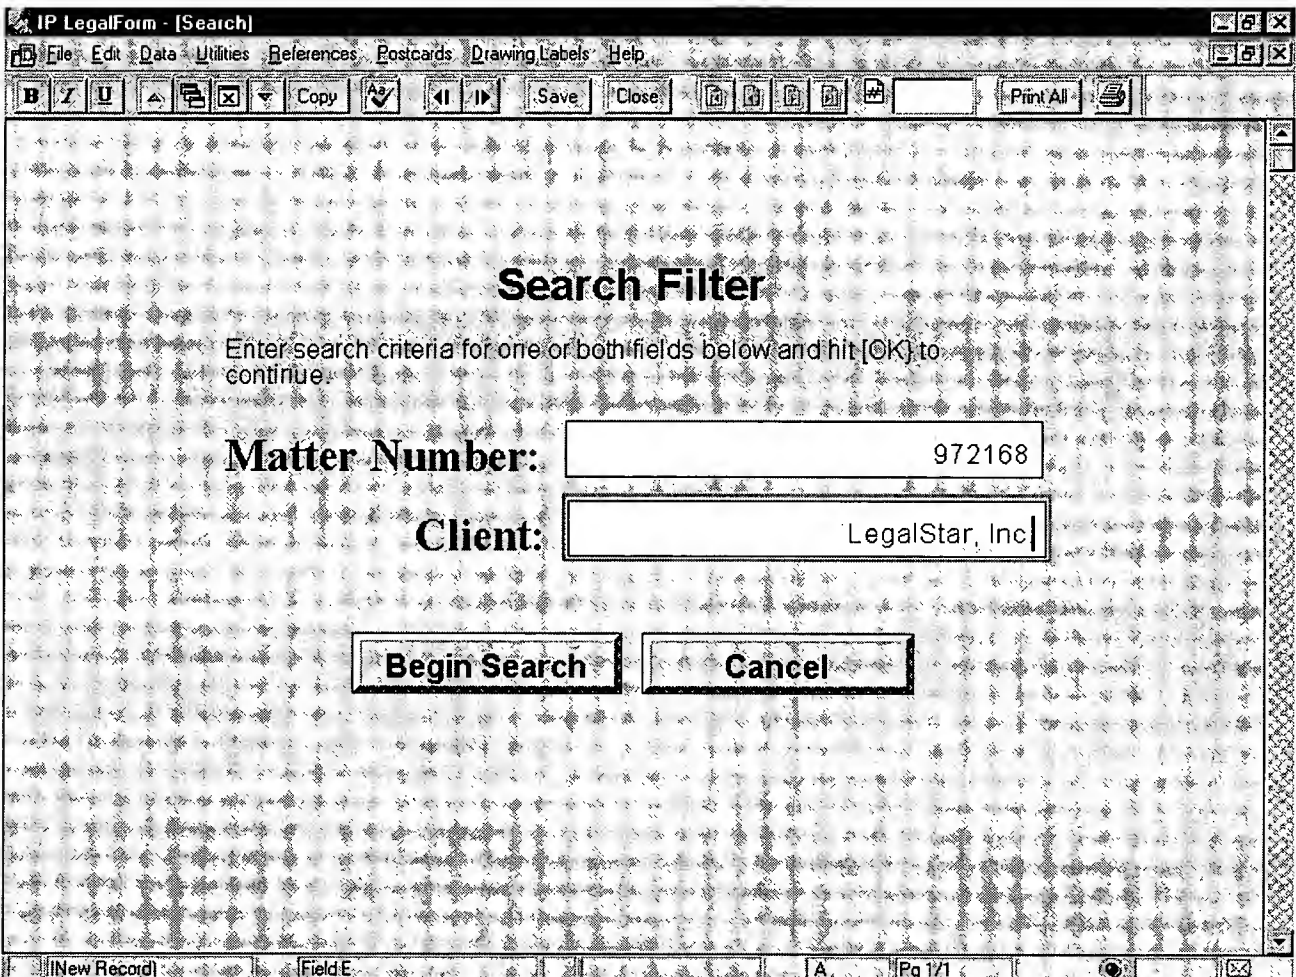 IP LegalForm - [Search]
File Edit Data Utilities References Postcards Drawing Labels Help
B I U Copy Save Close Print All
Search Filter
Enter search criteria for one or both fields below and hit [OK} to
continue.
Matter Number: 972168
Client: LegalStar, Inc
Begin Search Cancel
(New Record) Field E A Pg 1/1